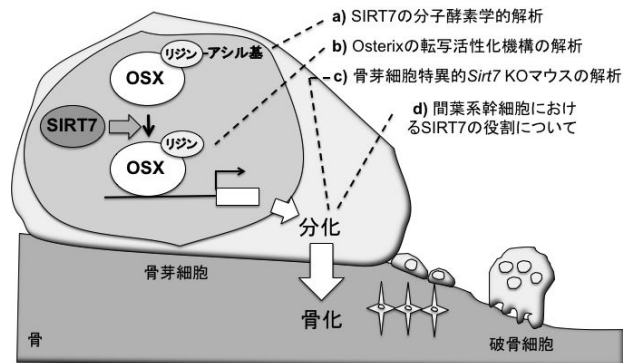 a) SIRT7の分子酵素学的解析
b) Osterixの転写活性化機構の解析
c) 骨芽細胞特異的Sirt7 KOマウスの解析
d) 間葉系幹細胞におけ
るSIRT7の役割について
リジン
アシル基
OSX
SIRT7
リジン
OSX
分化
骨芽細胞
骨化
骨
破骨細胞